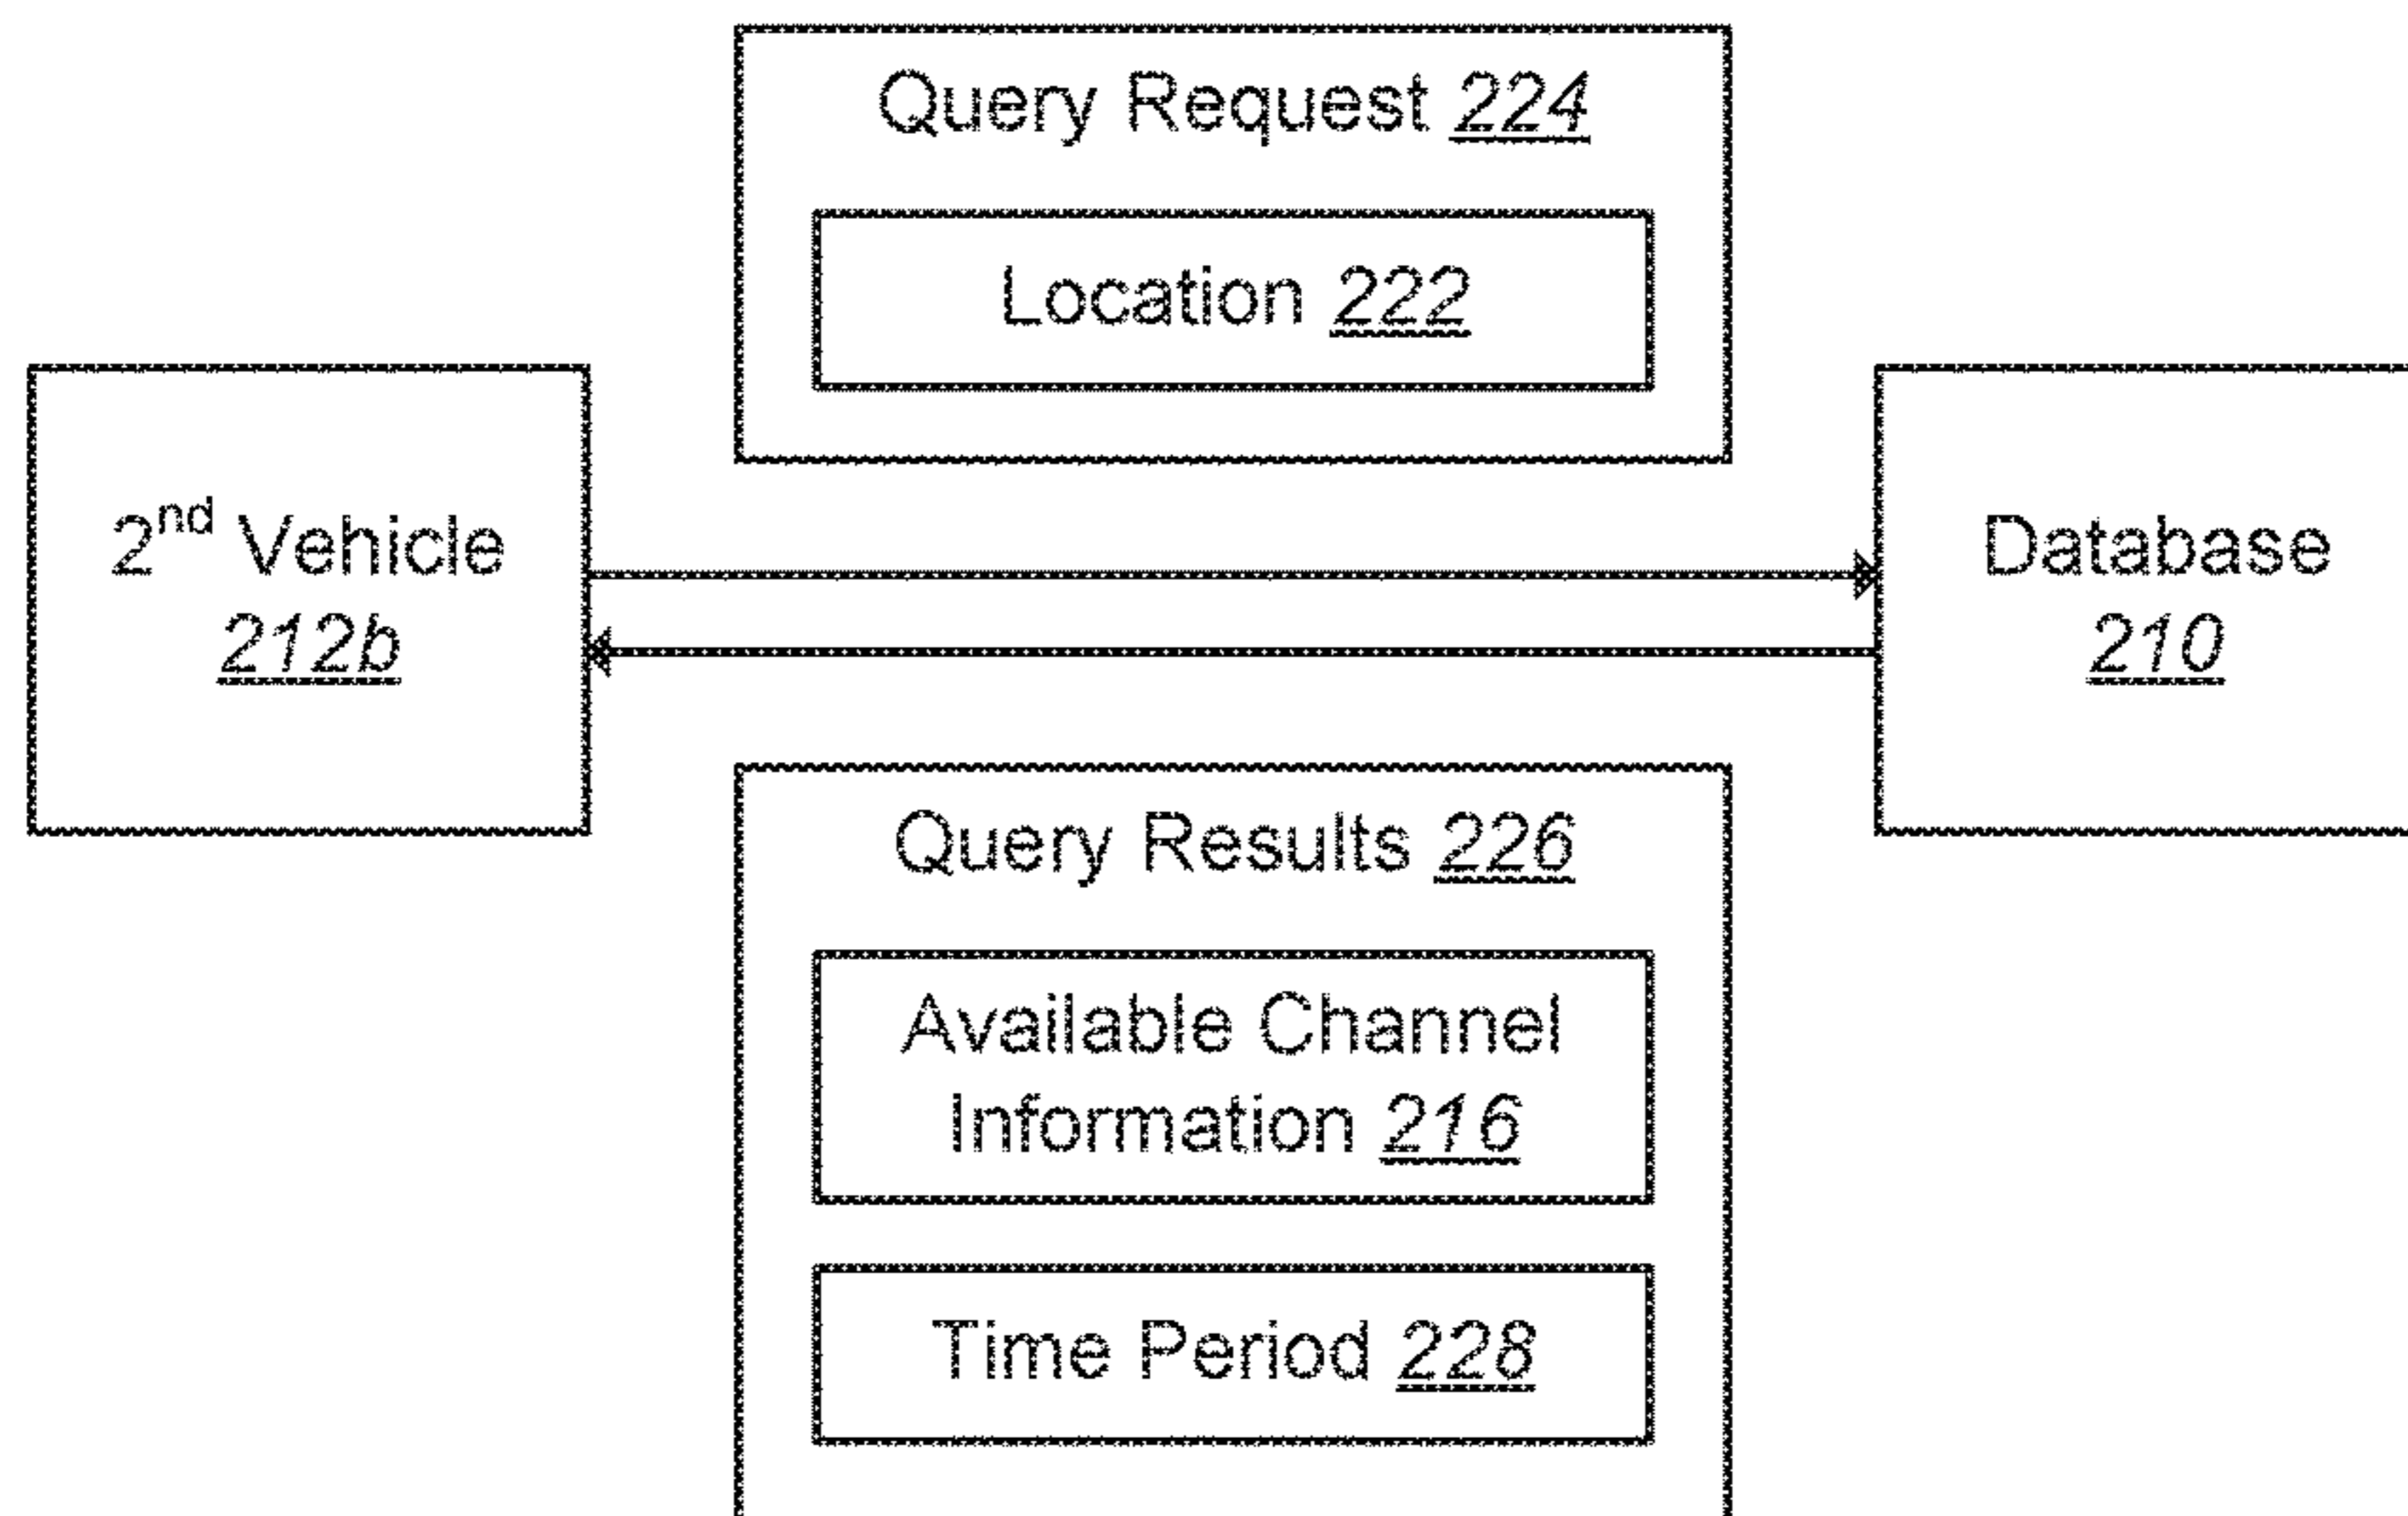 Query Request 224
Location 222
2nd Vehicle
212b
Database
210
Query Results 226
Available Channel
Information 216
Time Period 228